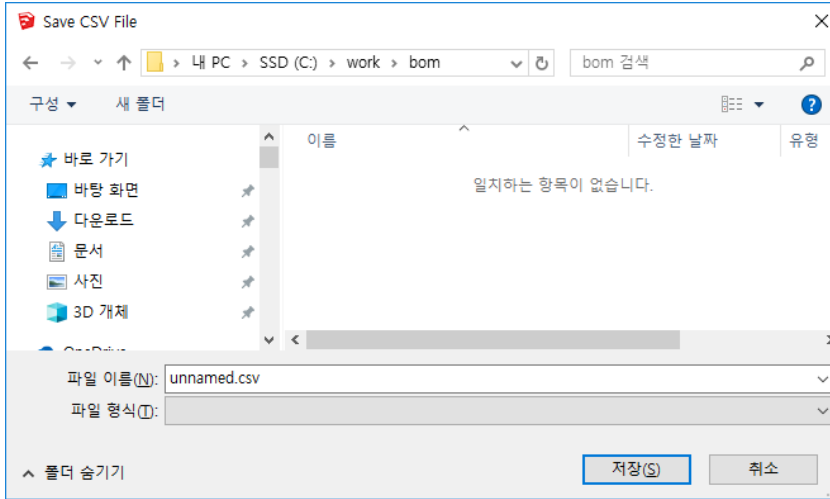 Save CSV File
내 PC > SSD (C:) > work > bom
bom 검색
구성
새 폴더
이름
수정한 날짜
유형
바로 가기
바탕 화면
다운로드
문서
사진
3D 개체
OneDrive
일치하는 항목이 없습니다.
파일 이름(N):
unnamed.csv
파일 형식(T):
폴더 숨기기
저장(S)
취소